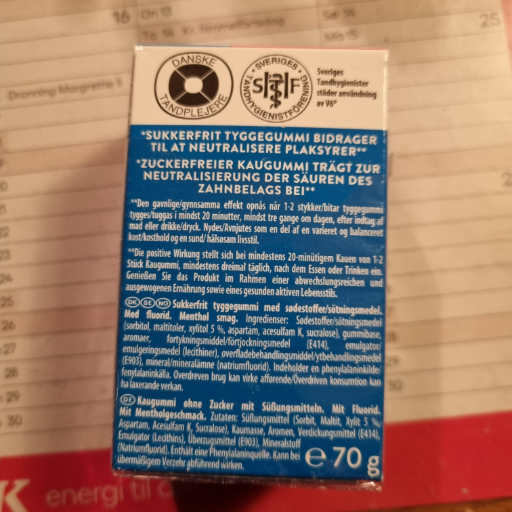 16 On 13
25
Dronning Margrethe II
DANSKE
TANDPLEJERE
SVERIGES
TANDHYGIENISTFÖRENING
S F
Sveriges
Tandhygienister
stöder användning
av V6*
*SUKKERFRIT TYGGEGUMMI BIDRAGER
TIL AT NEUTRALISERE PLAKSYRER**
*ZUCKERFREIER KAUGUMMI TRÄGT ZUR
NEUTRALISIERUNG DER SÄUREN DES
ZAHNBELAGS BEI**
**Den gavnlige/gynnsamma effekt opnås når 1-2 stykker/bitar tyggegummi
tygges/tuggas i mindst 20 minutter, mindst tre gange om dagen, efter indtag af
mad eller drikke/dryck. Nydes/Avnjutes som en del af en varieret og balanceret
kost/kosthold og en sund/ hälsosam livsstil.
**Die positive Wirkung stellt sich bei mindestens 20-minütigem Kauen von 1-2
Stück Kaugummi, mindestens dreimal täglich, nach dem Essen oder Trinken ein.
Genießen Sie das Produkt im Rahmen einer abwechslungsreichen und
ausgewogenen Ernährung sowie eines gesunden aktiven Lebensstils.
DK SE NO Sukkerfrit tyggegummi med sødestoffer/sötningsmedel.
Med fluorid. Menthol smag. Ingredienser: Sødestoffer/sötningsmedel
(sorbitol, maltitoler, xylitol 5 %, aspartam, acesulfam K, sucralose), gummibase,
aromaer, fortykningsmiddel/förtjockningsmedel (E414), emulgator/
emulgeringsmedel (lecithiner), overfladebehandlingsmiddel/ytbehandlingsmedel
(E903), mineral/mineralämne (natriumfluorid). Indeholder en phenylalaninkilde/
fenylalaninkälla. Overdreven brug kan virke afførende/Överdriven konsumtion kan
ha laxerande verkan.
DE Kaugummi ohne Zucker mit Süßungsmitteln. Mit Fluorid.
Mit Mentholgeschmack. Zutaten: Süßungsmittel (Sorbit, Maltit, Xylit 5 %,
Aspartam, Acesulfam K, Sucralose), Kaumasse, Aromen, Verdickungsmittel (E414),
Emulgator (Lecithins), Überzugsmittel (E903), Mineralstoff
(Natriumfluorid). Enthält eine Phenylalaninquelle. Kann bei
übermäßigem Verzehr abführend wirken.
e 70 g
26
27
28
29
30
K energi til